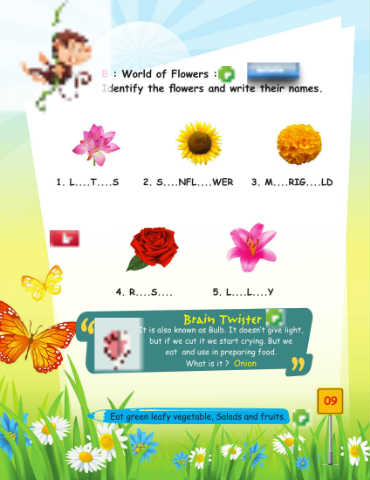 B : World of Flowers :
Identify the flowers and write their names.
1. L....T....S
2. S....NFL....WER
3. M....RIG....LD
4. R....S....
5. L....L....Y
Brain Twister
It is also known as Bulb. It doesn't give light,
but if we cut it we start crying. But we
eat and use in preparing food.
What is it ? Onion
Eat green leafy vegetable, Salads and fruits.
09